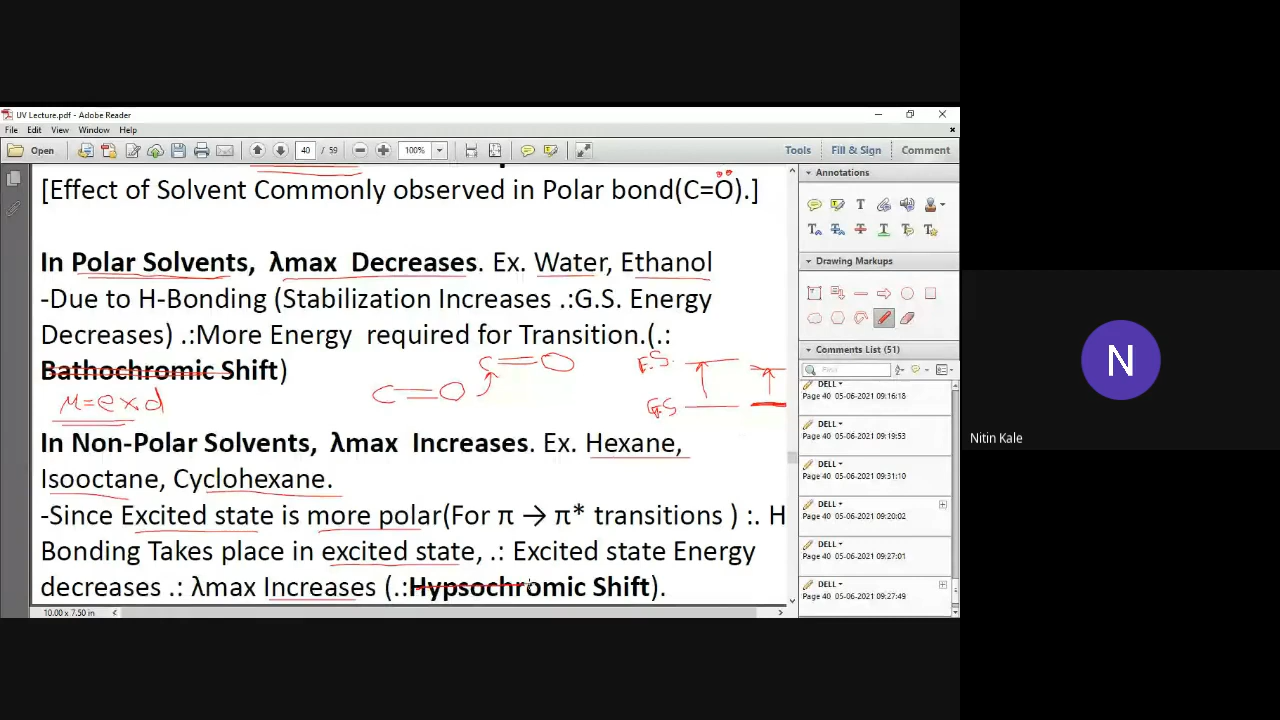 UV Lecture.pdf - Adobe Reader
File Edit View Window Help
Open 40 / 59 100% Tools Fill & Sign Comment
[Effect of Solvent Commonly observed in Polar bond(C=O).]
In Polar Solvents, λmax Decreases. Ex. Water, Ethanol
-Due to H-Bonding (Stabilization Increases .:G.S. Energy
Decreases) .:More Energy required for Transition.(.:
Bathochromic Shift)
C=O
C=O
E.S.
G.S
μ=e×d
In Non-Polar Solvents, λmax Increases. Ex. Hexane,
Isooctane, Cyclohexane.
-Since Excited state is more polar(For π → π* transitions ) :. H
Bonding Takes place in excited state, .: Excited state Energy
decreases .: λmax Increases (.:Hypsochromic Shift).
10.00 x 7.50 in
Annotations
Drawing Markups
Comments List (51)
Find
DELL
Page 40 05-06-2021 09:16:18
DELL
Page 40 05-06-2021 09:19:53
DELL
Page 40 05-06-2021 09:31:10
DELL
Page 40 05-06-2021 09:20:02
DELL
Page 40 05-06-2021 09:27:01
DELL
Page 40 05-06-2021 09:27:49
N
Nitin Kale